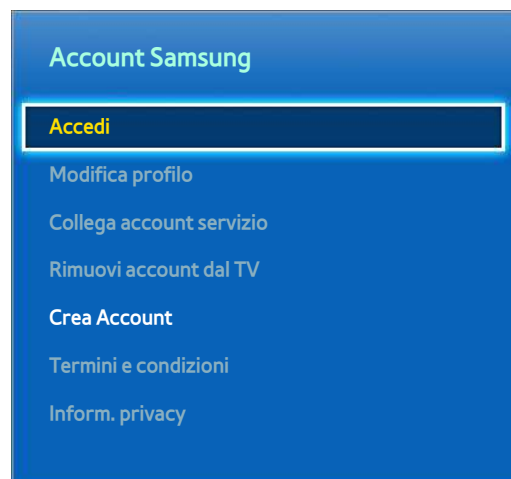 Account Samsung
Accedi
Modifica profilo
Collega account servizio
Rimuovi account dal TV
Crea Account
Termini e condizioni
Inform. privacy